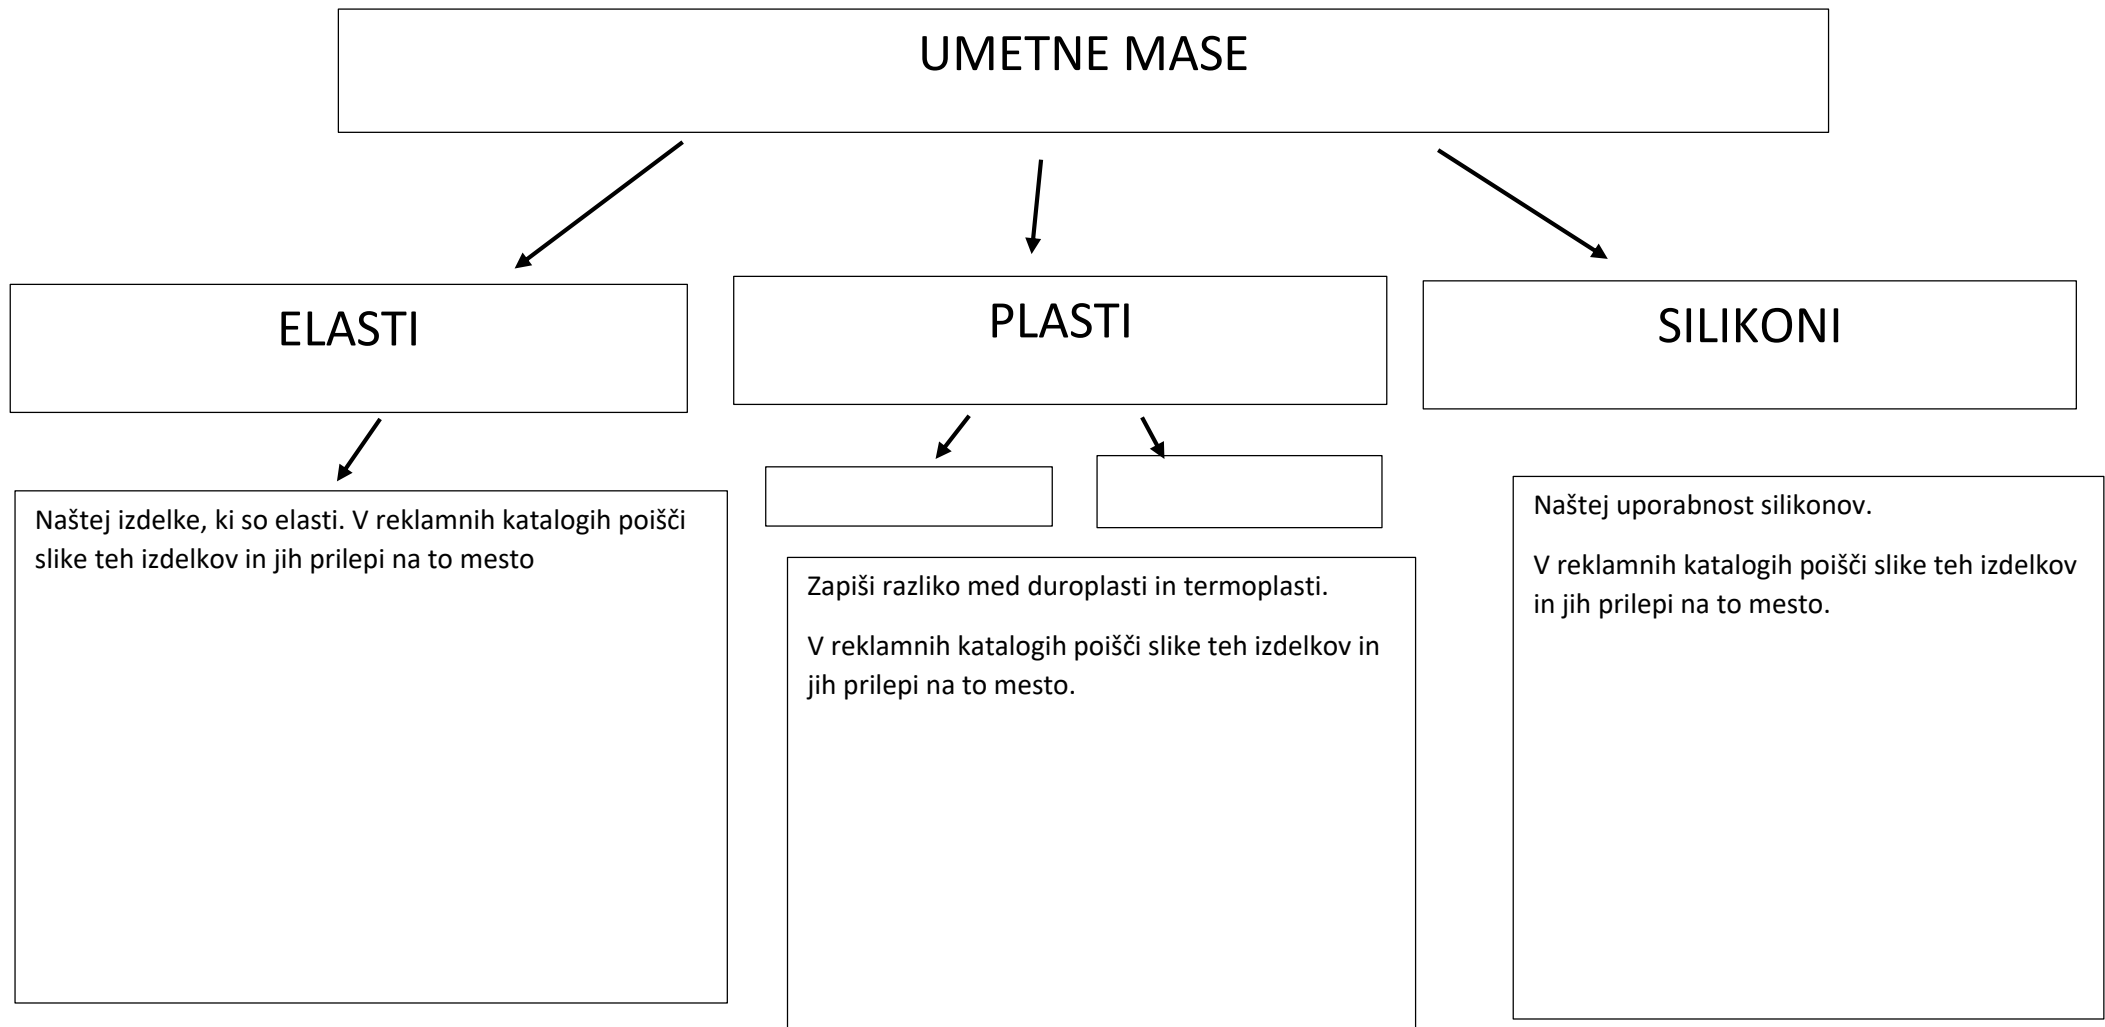 UMETNE MASE
ELASTI
PLASTI
SILIKONI
Naštej izdelke, ki so elasti. V reklamnih katalogih poišči
slike teh izdelkov in jih prilepi na to mesto
Zapiši razliko med duroplasti in termoplasti.
V reklamnih katalogih poišči slike teh izdelkov in
jih prilepi na to mesto.
Naštej uporabnost silikonov.
V reklamnih katalogih poišči slike teh izdelkov
in jih prilepi na to mesto.